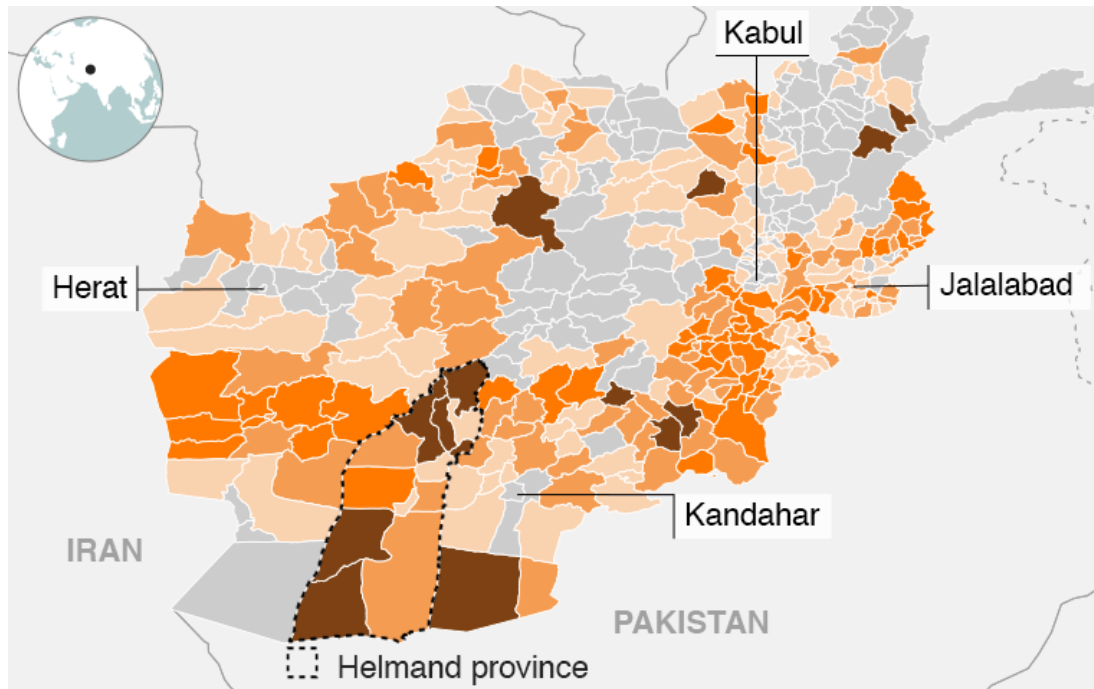 Kabul
Herat
Jalalabad
Kandahar
IRAN
PAKISTAN
Helmand province